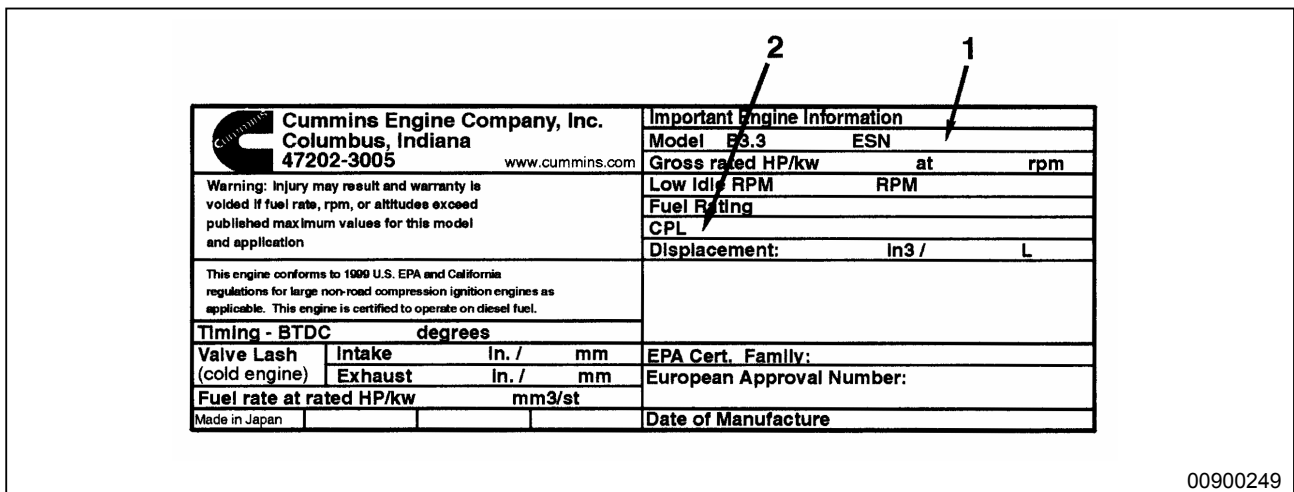 2 1
Cummins
Cummins Engine Company, Inc.
Columbus, Indiana
47202-3005 www.cummins.com
Warning: Injury may result and warranty is
voided if fuel rate, rpm, or altitudes exceed
published maximum values for this model
and application
This engine conforms to 1999 U.S. EPA and California
regulations for large non-road compression ignition engines as
applicable. This engine is certified to operate on diesel fuel.
Timing - BTDC degrees
Valve Lash
(cold engine)
Intake in. / mm
Exhaust in. / mm
Fuel rate at rated HP/kw mm3/st
Made in Japan
Important Engine Information
Model B3.3 ESN
Gross rated HP/kw at rpm
Low Idle RPM RPM
Fuel Rating
CPL
Displacement: in3 / L
EPA Cert. Family:
European Approval Number:
Date of Manufacture
00900249